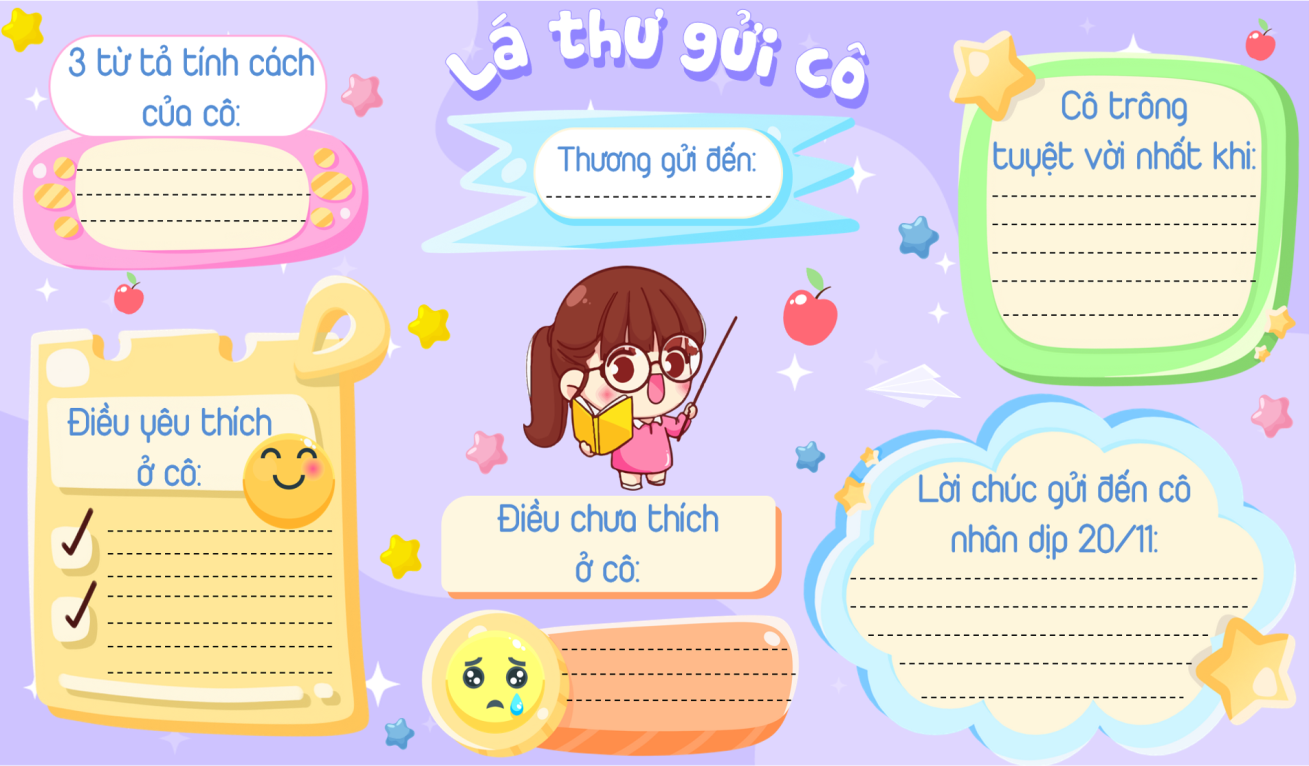 Lá thư gửi cô
3 từ tả tính cách
của cô:
Thương gửi đến:
Cô trông
tuyệt vời nhất khi:
Điều yêu thích
ở cô:
Điều chưa thích
ở cô:
Lời chúc gửi đến cô
nhân dịp 20/11: